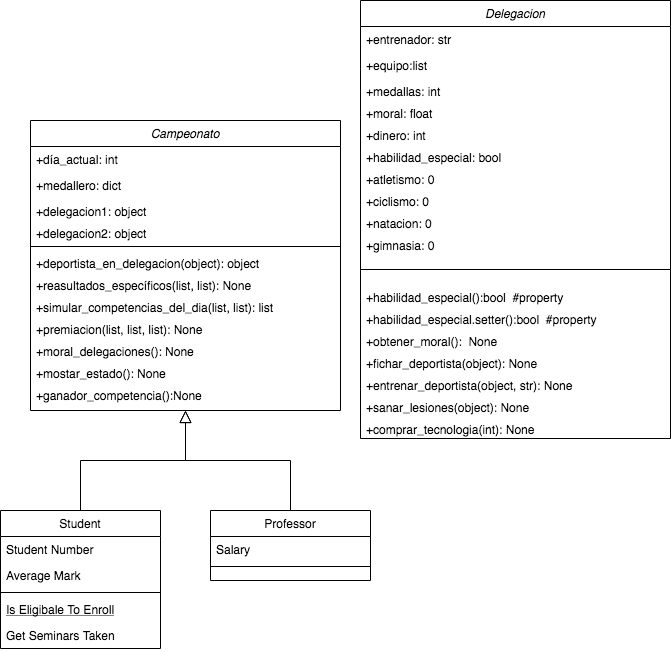 Delegacion
+entrenador: str
+equipo:list
+medallas: int
+moral: float
+dinero: int
+habilidad_especial: bool
+atletismo: 0
+ciclismo: 0
+natacion: 0
+gimnasia: 0
+habilidad_especial():bool #property
+habilidad_especial.setter():bool #property
+obtener_moral(): None
+fichar_deportista(object): None
+entrenar_deportista(object, str): None
+sanar_lesiones(object): None
+comprar_tecnologia(int): None
Campeonato
+día_actual: int
+medallero: dict
+delegacion1: object
+delegacion2: object
+deportista_en_delegacion(object): object
+reasultados_específicos(list, list): None
+simular_competencias_del_dia(list, list): list
+premiacion(list, list, list): None
+moral_delegaciones(): None
+mostar_estado(): None
+ganador_competencia():None
Student
Student Number
Average Mark
Is Eligibale To Enroll
Get Seminars Taken
Professor
Salary